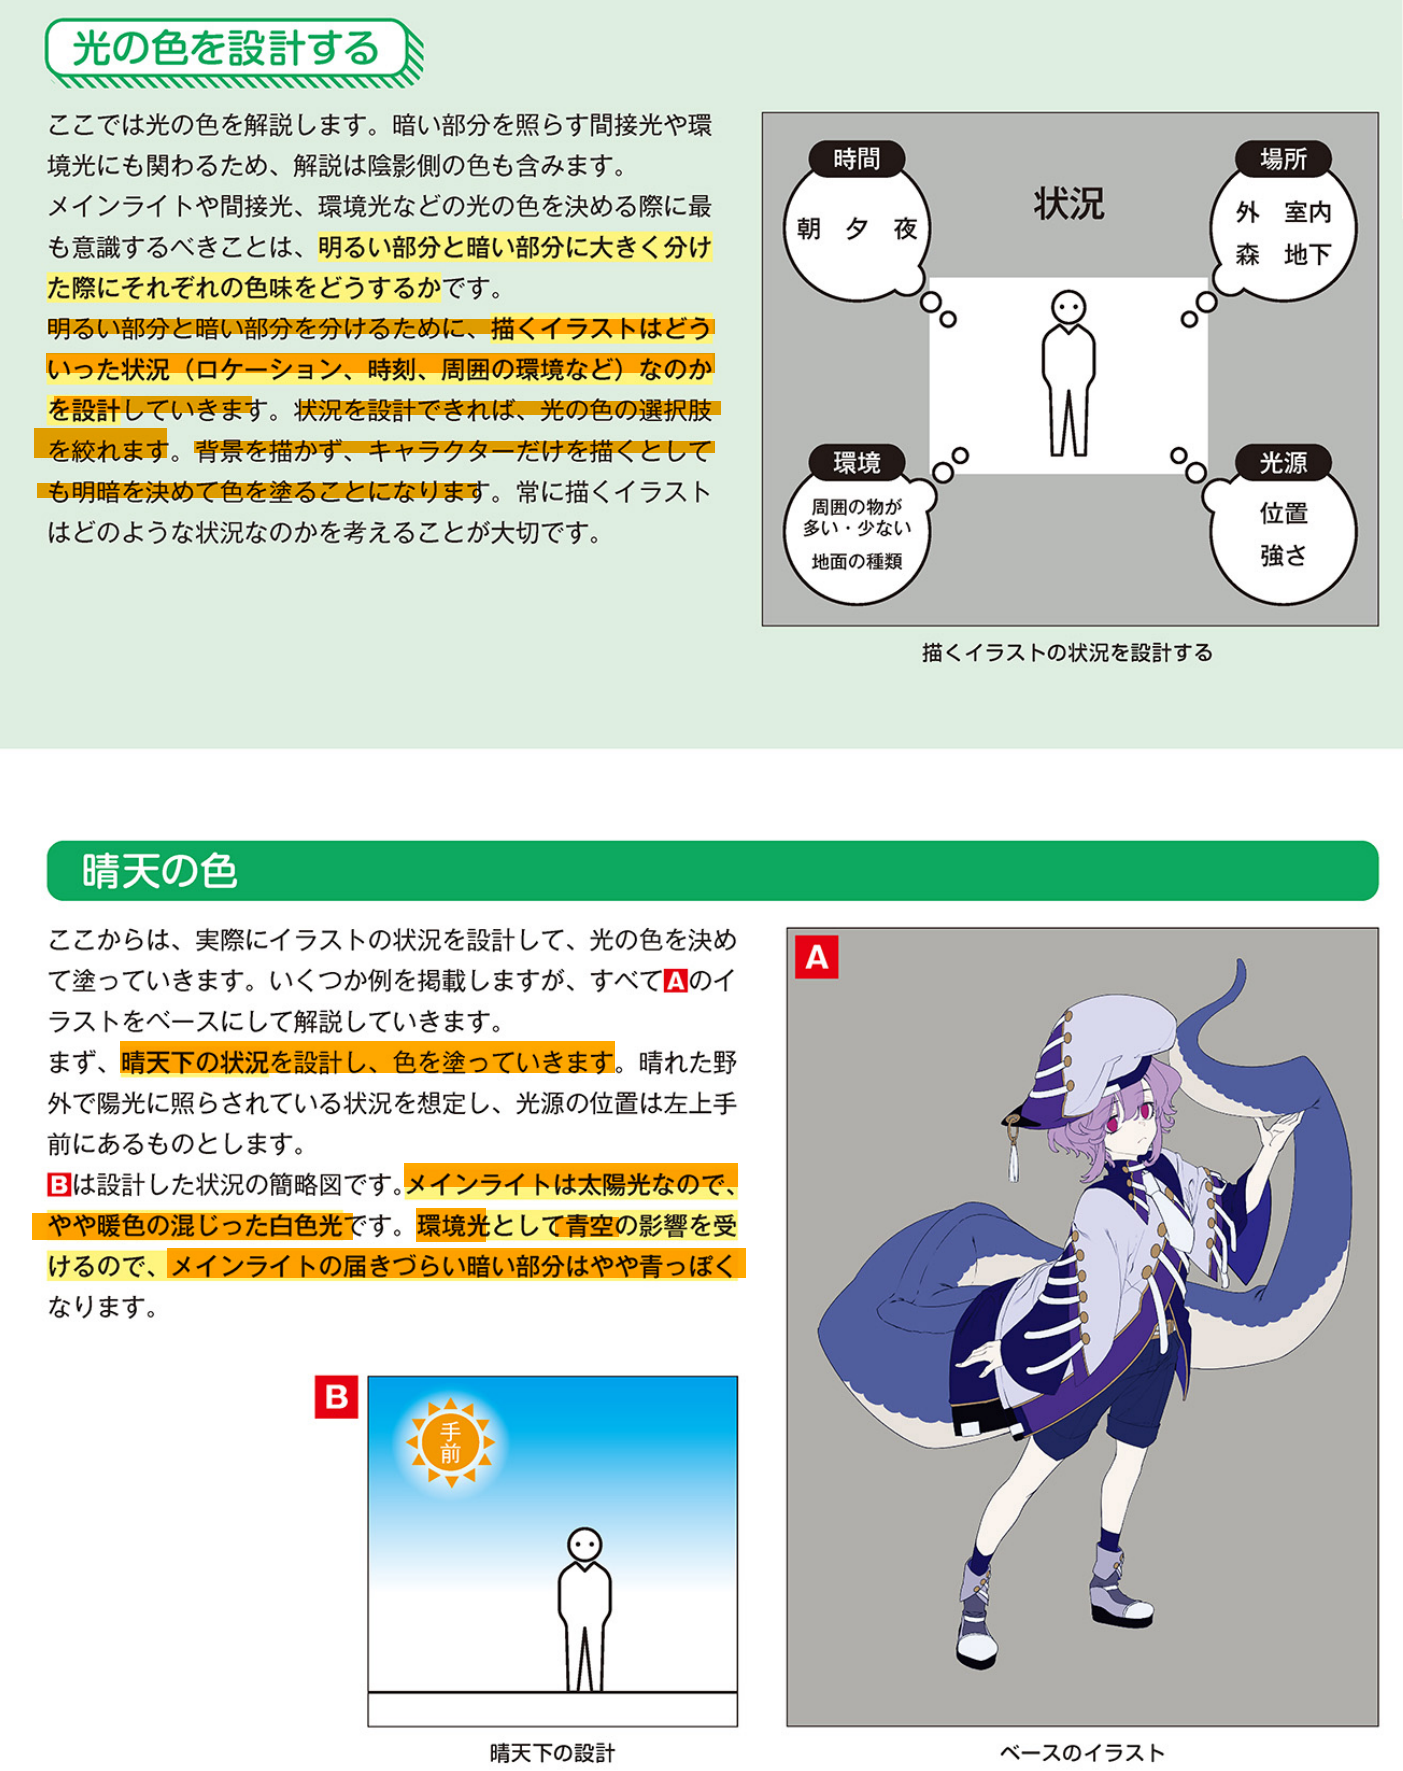 光の色を設計する
ここでは光の色を解説します。暗い部分を照らす間接光や環
境光にも関わるため、解説は陰影側の色も含みます。
メインライトや間接光、環境光などの光の色を決める際に最
も意識するべきことは、明るい部分と暗い部分に大きく分け
た際にそれぞれの色味をどうするかです。
明るい部分と暗い部分を分けるために、描くイラストはどう
いった状況（ロケーション、時刻、周囲の環境など）なのか
を設計していきます。状況を設計できれば、光の色の選択肢
を絞れます。背景を描かず、キャラクターだけを描くとして
も明暗を決めて色を塗ることになります。常に描くイラスト
はどのような状況なのかを考えることが大切です。
状況
時間
朝 夕 夜
場所
外 室内
森 地下
環境
周囲の物が
多い・少ない
地面の種類
光源
位置
強さ
描くイラストの状況を設計する
晴天の色
ここからは、実際にイラストの状況を設計して、光の色を決め
て塗っていきます。いくつか例を掲載しますが、すべてAのイ
ラストをベースにして解説していきます。
まず、晴天下の状況を設計し、色を塗っていきます。晴れた野
外で陽光に照らされている状況を想定し、光源の位置は左上手
前にあるものとします。
Bは設計した状況の簡略図です。メインライトは太陽光なので、
やや暖色の混じった白色光です。環境光として青空の影響を受
けるので、メインライトの届きづらい暗い部分はやや青っぽく
なります。
B
手
前
晴天下の設計
A
ベースのイラスト